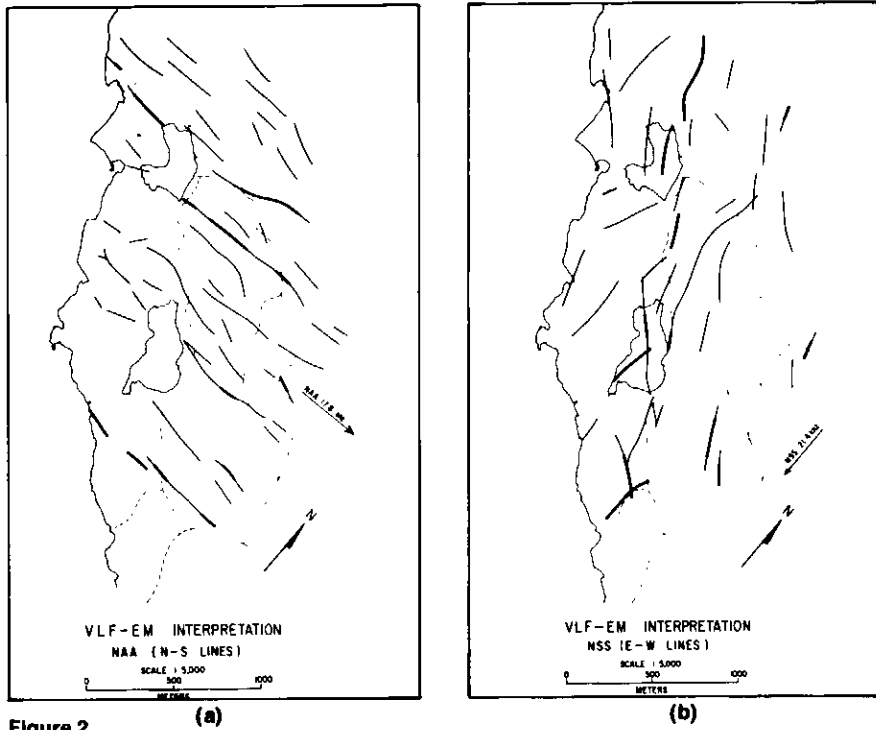 NAA 17.8 kHz
N
VLF-EM INTERPRETATION
NAA (N-S LINES)
SCALE 1:5,000
0 500 1000
METERS
(a)
NSS 21.4 kHz
N
VLF-EM INTERPRETATION
NSS (E-W LINES)
SCALE 1:5,000
0 500 1000
METERS
(b)
Figure 2